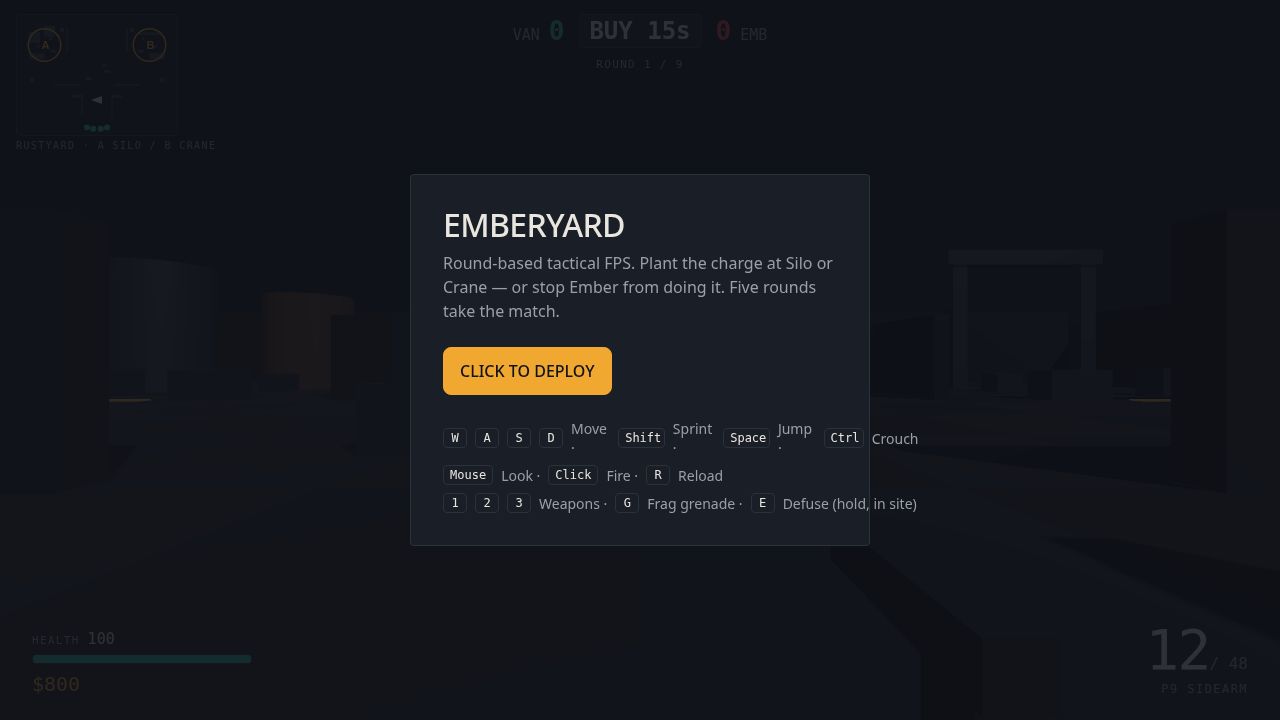 A B
RUSTYARD · A SILO / B CRANE
VAN 0 BUY 15s 0 EMB
ROUND 1 / 9
EMBERYARD
Round-based tactical FPS. Plant the charge at Silo or
Crane — or stop Ember from doing it. Five rounds
take the match.
CLICK TO DEPLOY
W A S D Move · Shift Sprint · Space Jump · Ctrl Crouch
Mouse Look · Click Fire · R Reload
1 2 3 Weapons · G Frag grenade · E Defuse (hold, in site)
HEALTH 100
$800
12 / 48
P9 SIDEARM